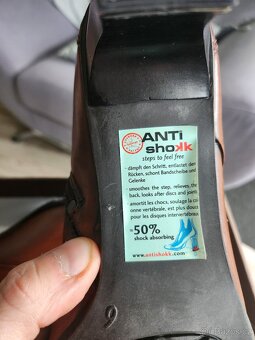 ANTi
shokk
steps to feel free
- dämpft den Schritt, entlastet den
Rücken, schont Bandscheibe und
Gelenke
- smoothes the step, relieves the
back, looks after discs and joints
- amortit les chocs, soulage la co
onne vertébrale, est plus doux
pour les disques intervertébraux
-50%
shock absorbing
www.antishokk.com
6